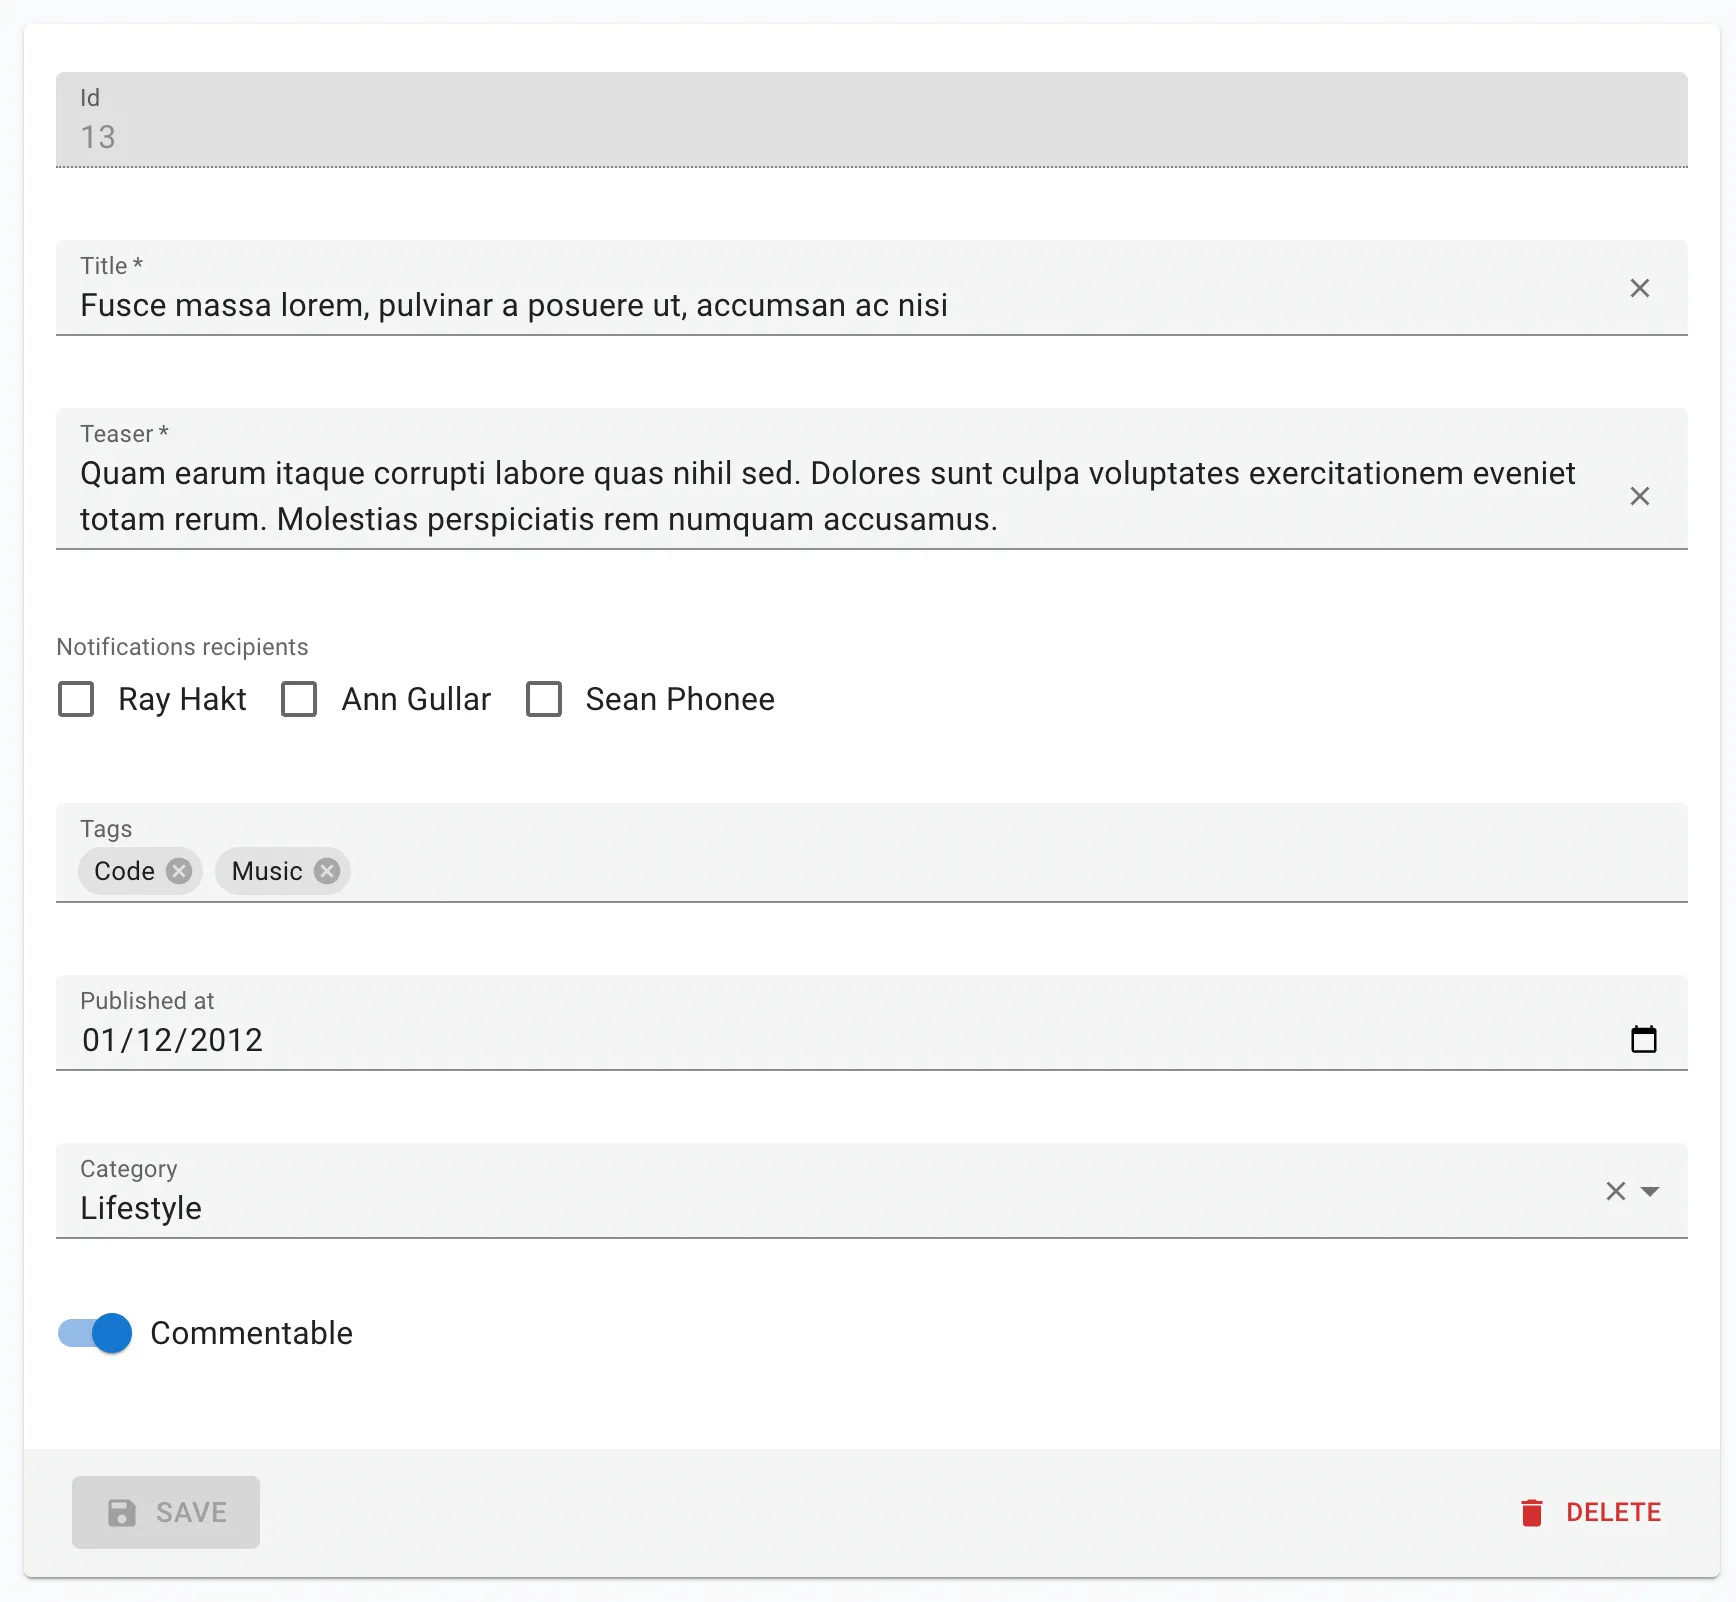 Id
13
Title *
Fusce massa lorem, pulvinar a posuere ut, accumsan ac nisi
Teaser *
Quam earum itaque corrupti labore quas nihil sed. Dolores sunt culpa voluptates exercitationem eveniet
totam rerum. Molestias perspiciatis rem numquam accusamus.
Notifications recipients
Ray Hakt Ann Gullar Sean Phonee
Tags
Code Music
Published at
01/12/2012
Category
Lifestyle
Commentable
SAVE DELETE